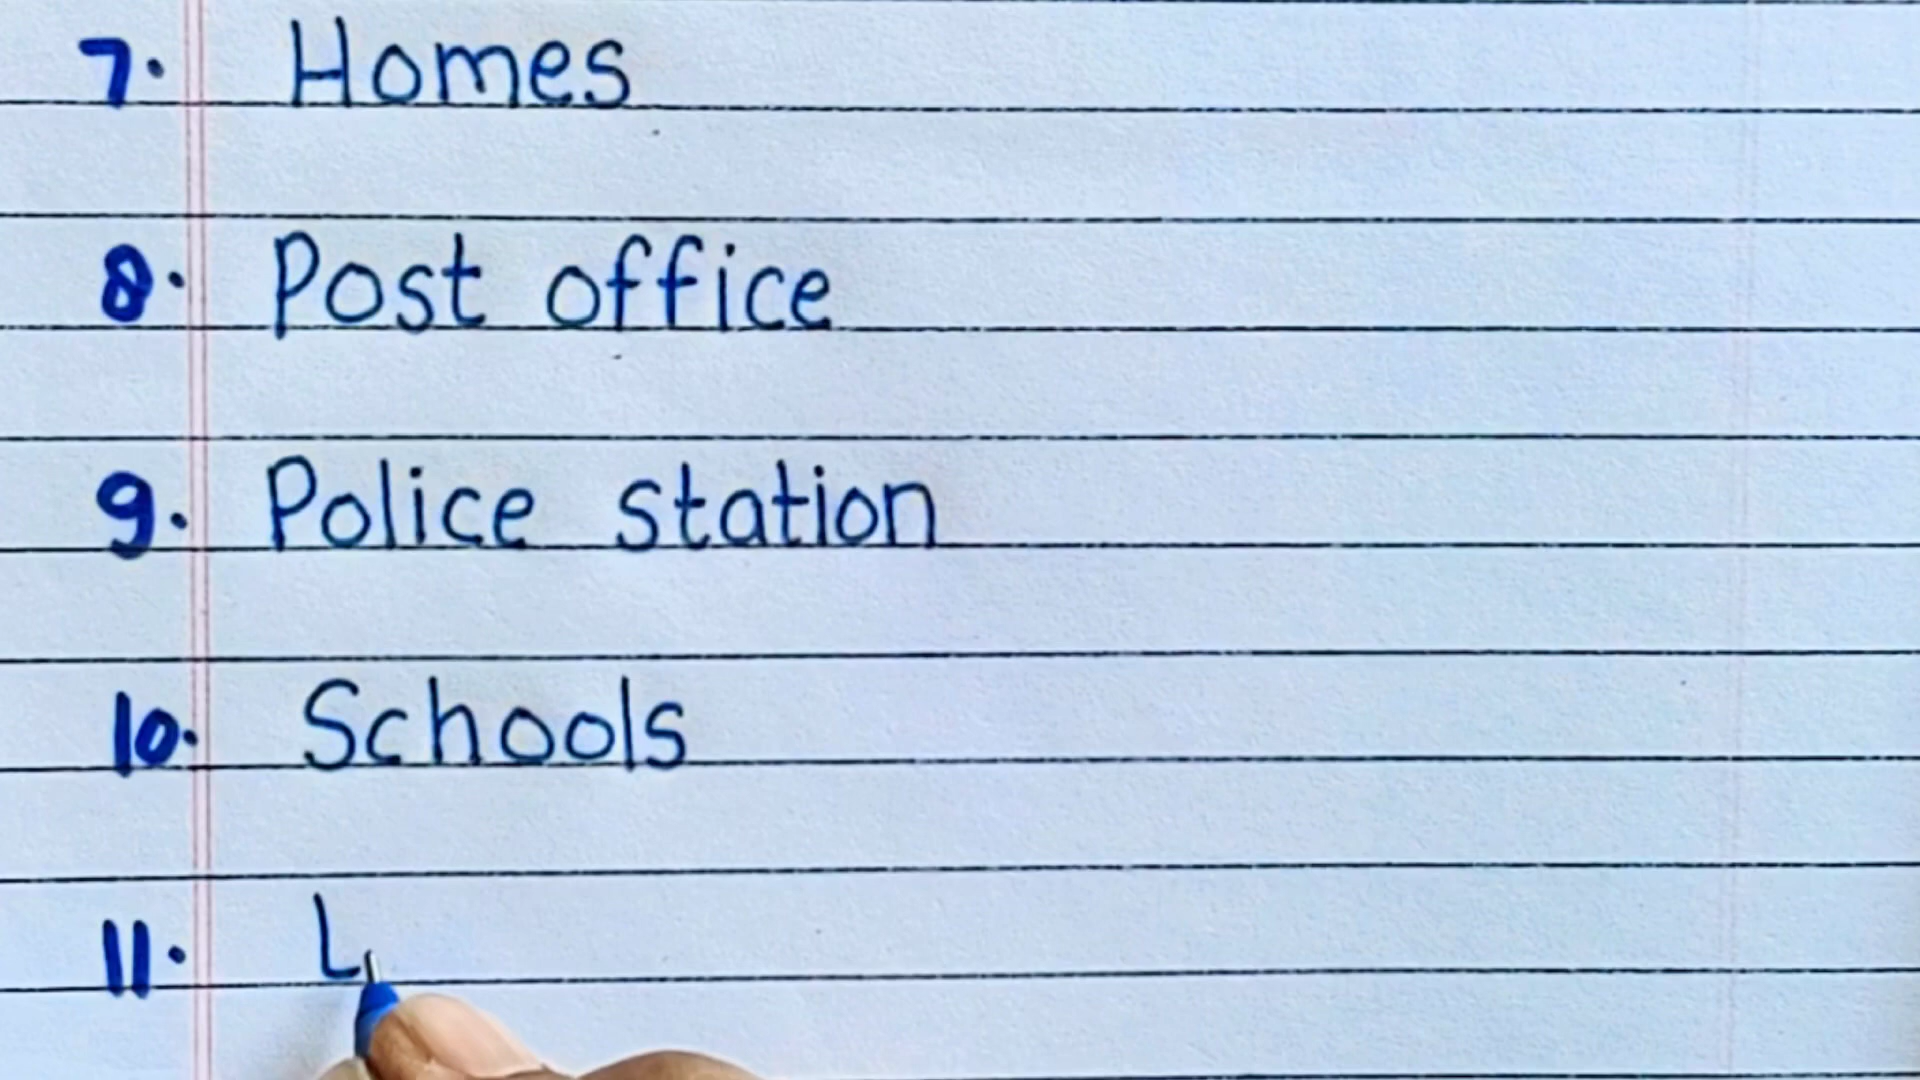 7. Homes
8. Post office
9. Police station
10. Schools
11. L